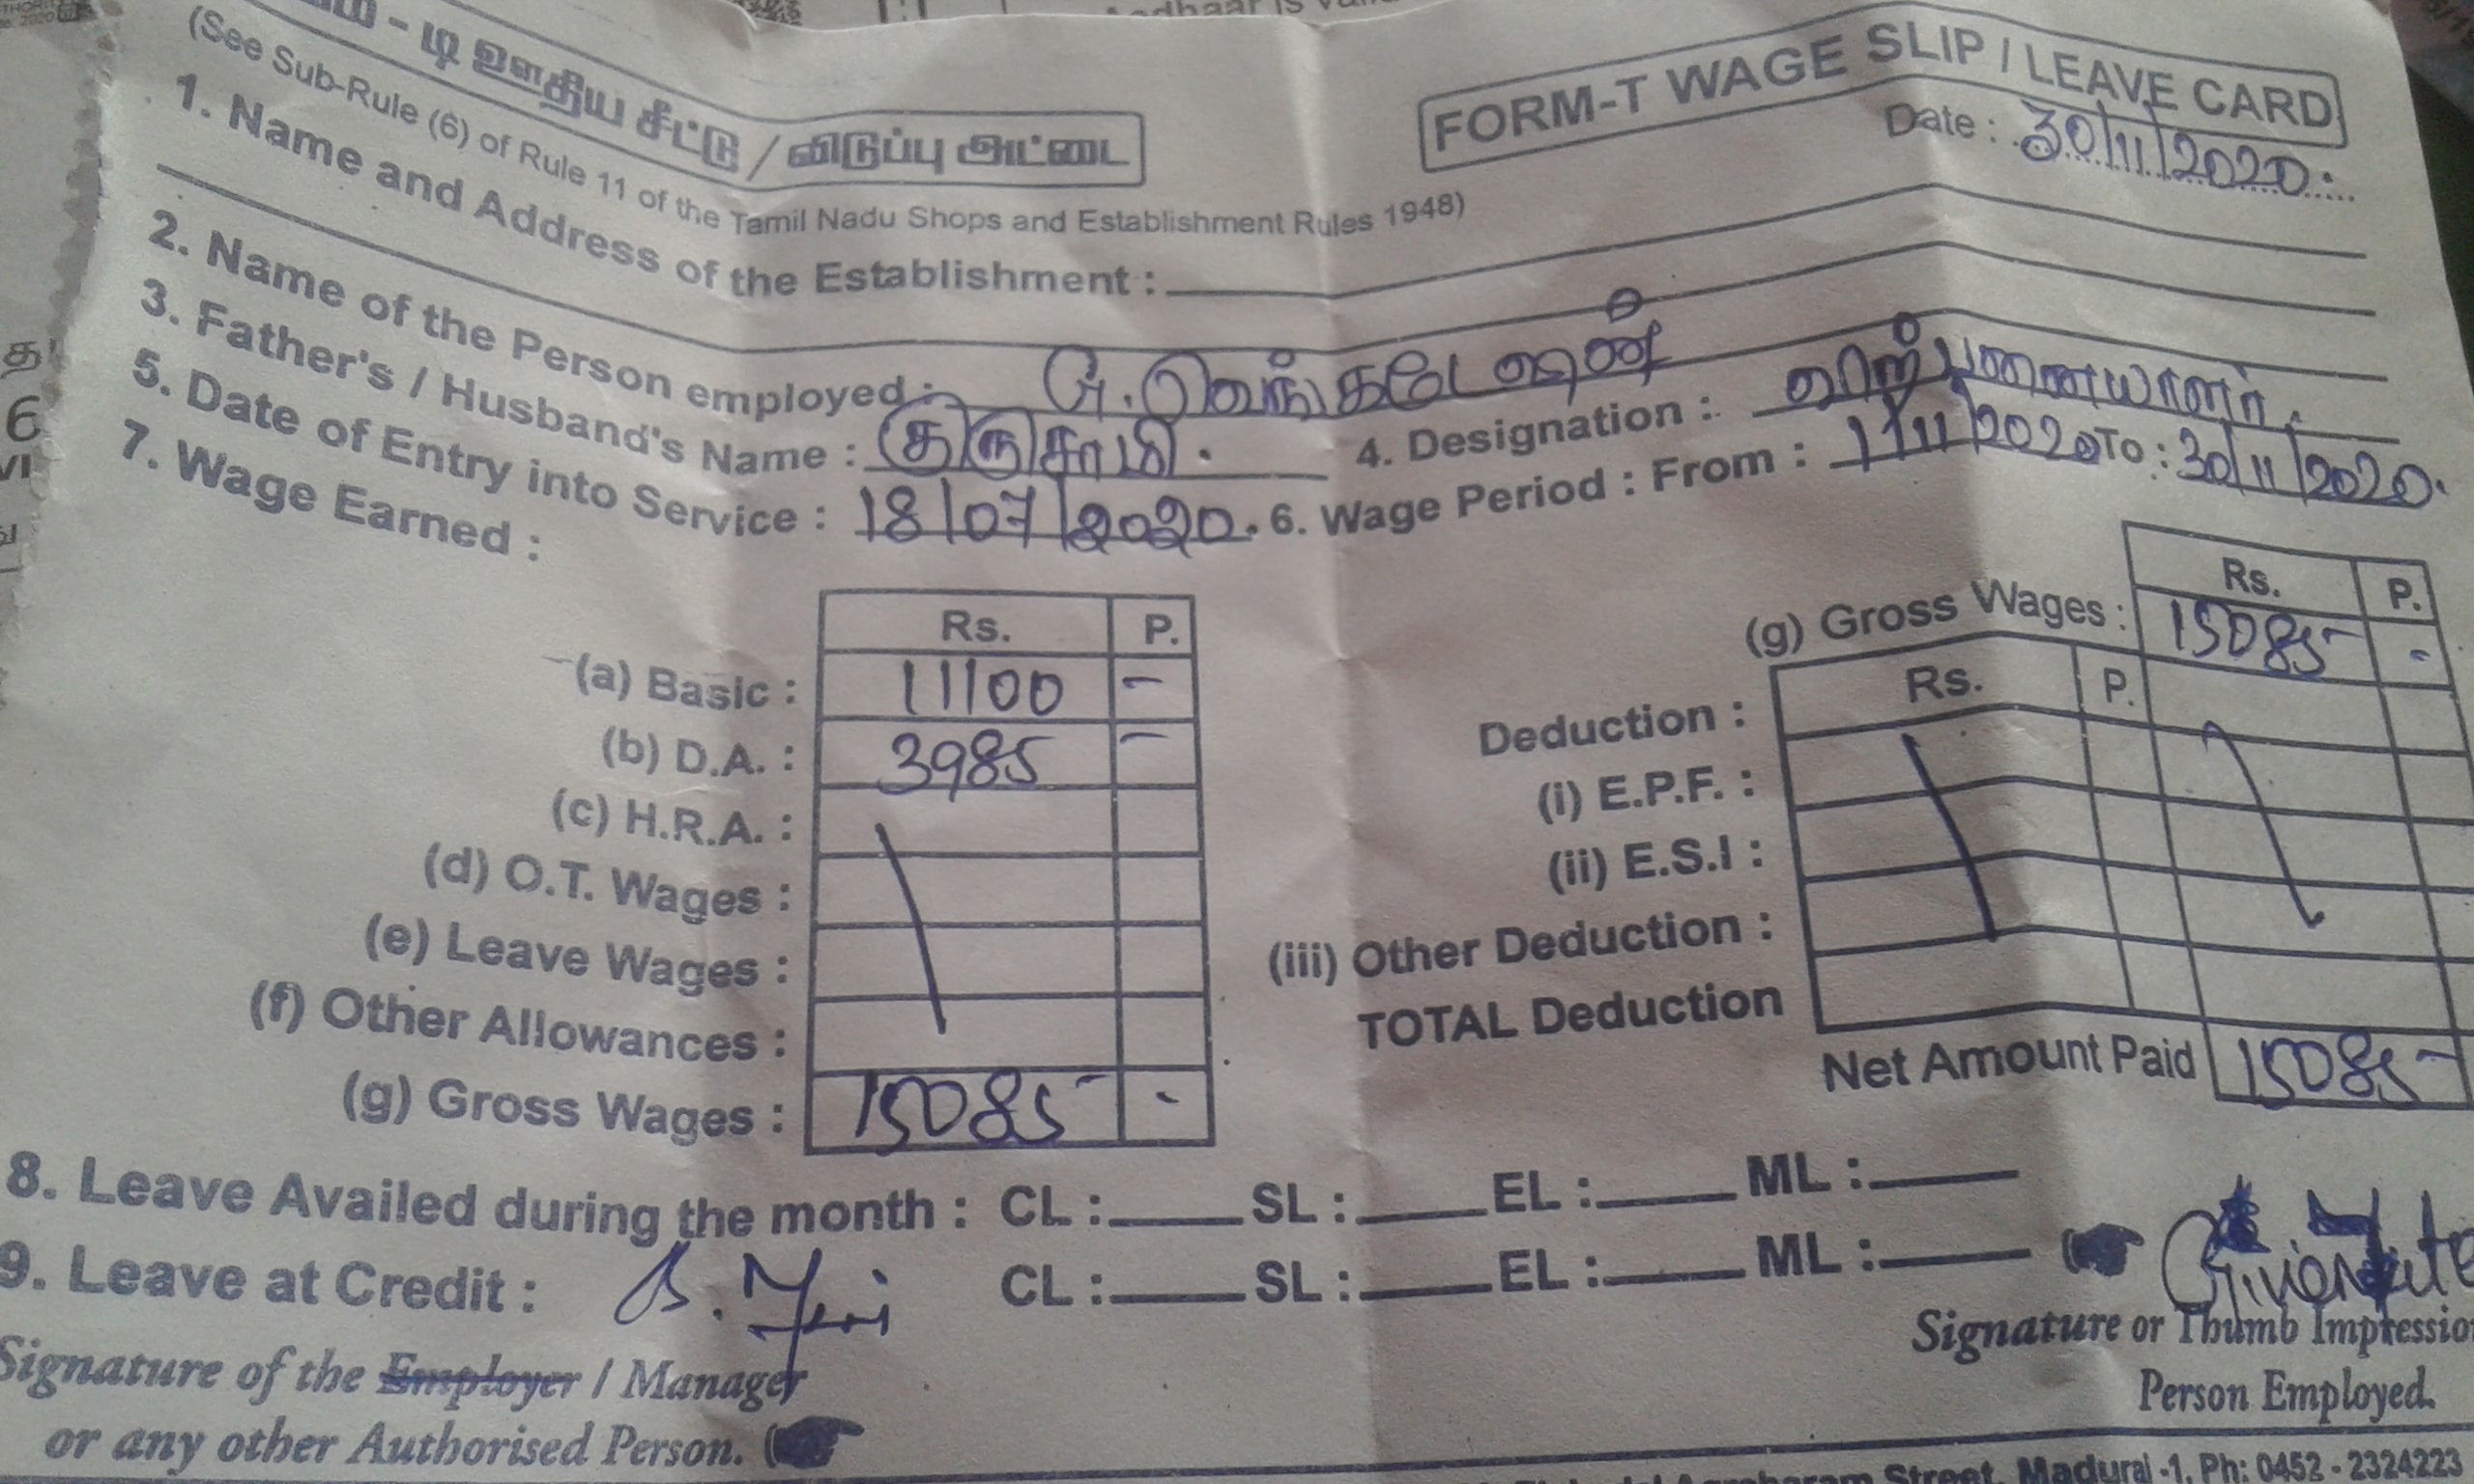 டி ஊதிய சீட்டு / விடுப்பு அட்டை
FORM-T WAGE SLIP / LEAVE CARD
(See Sub-Rule (6) of Rule 11 of the Tamil Nadu Shops and Establishment Rules 1948)
Date : 30/11/2020.
1. Name and Address of the Establishment :
2. Name of the Person employed : கு. வெங்கடேஷன்
3. Father's / Husband's Name : குருசாமி. 4. Designation : விற்பனையாளர்.
5. Date of Entry into Service : 18/07/2020. 6. Wage Period : From : 1/11/2020 To : 30/11/2020.
7. Wage Earned :
Rs. P.
(a) Basic : 11100 -
(b) D.A. : 3985 -
(c) H.R.A. :
(d) O.T. Wages :
(e) Leave Wages :
(f) Other Allowances :
(g) Gross Wages : 15085 -
Rs. P.
(g) Gross Wages : 15085 -
Deduction : Rs. P.
(i) E.P.F. :
(ii) E.S.I :
(iii) Other Deduction :
TOTAL Deduction
Net Amount Paid 15085 -
8. Leave Availed during the month : CL : SL : EL : ML :
9. Leave at Credit : CL : SL : EL : ML :
Signature of the Employer / Manager
or any other Authorised Person.
Signature or Thumb Impressio
Person Employed.
Street, Madurai -1. Ph: 0452 - 2324223